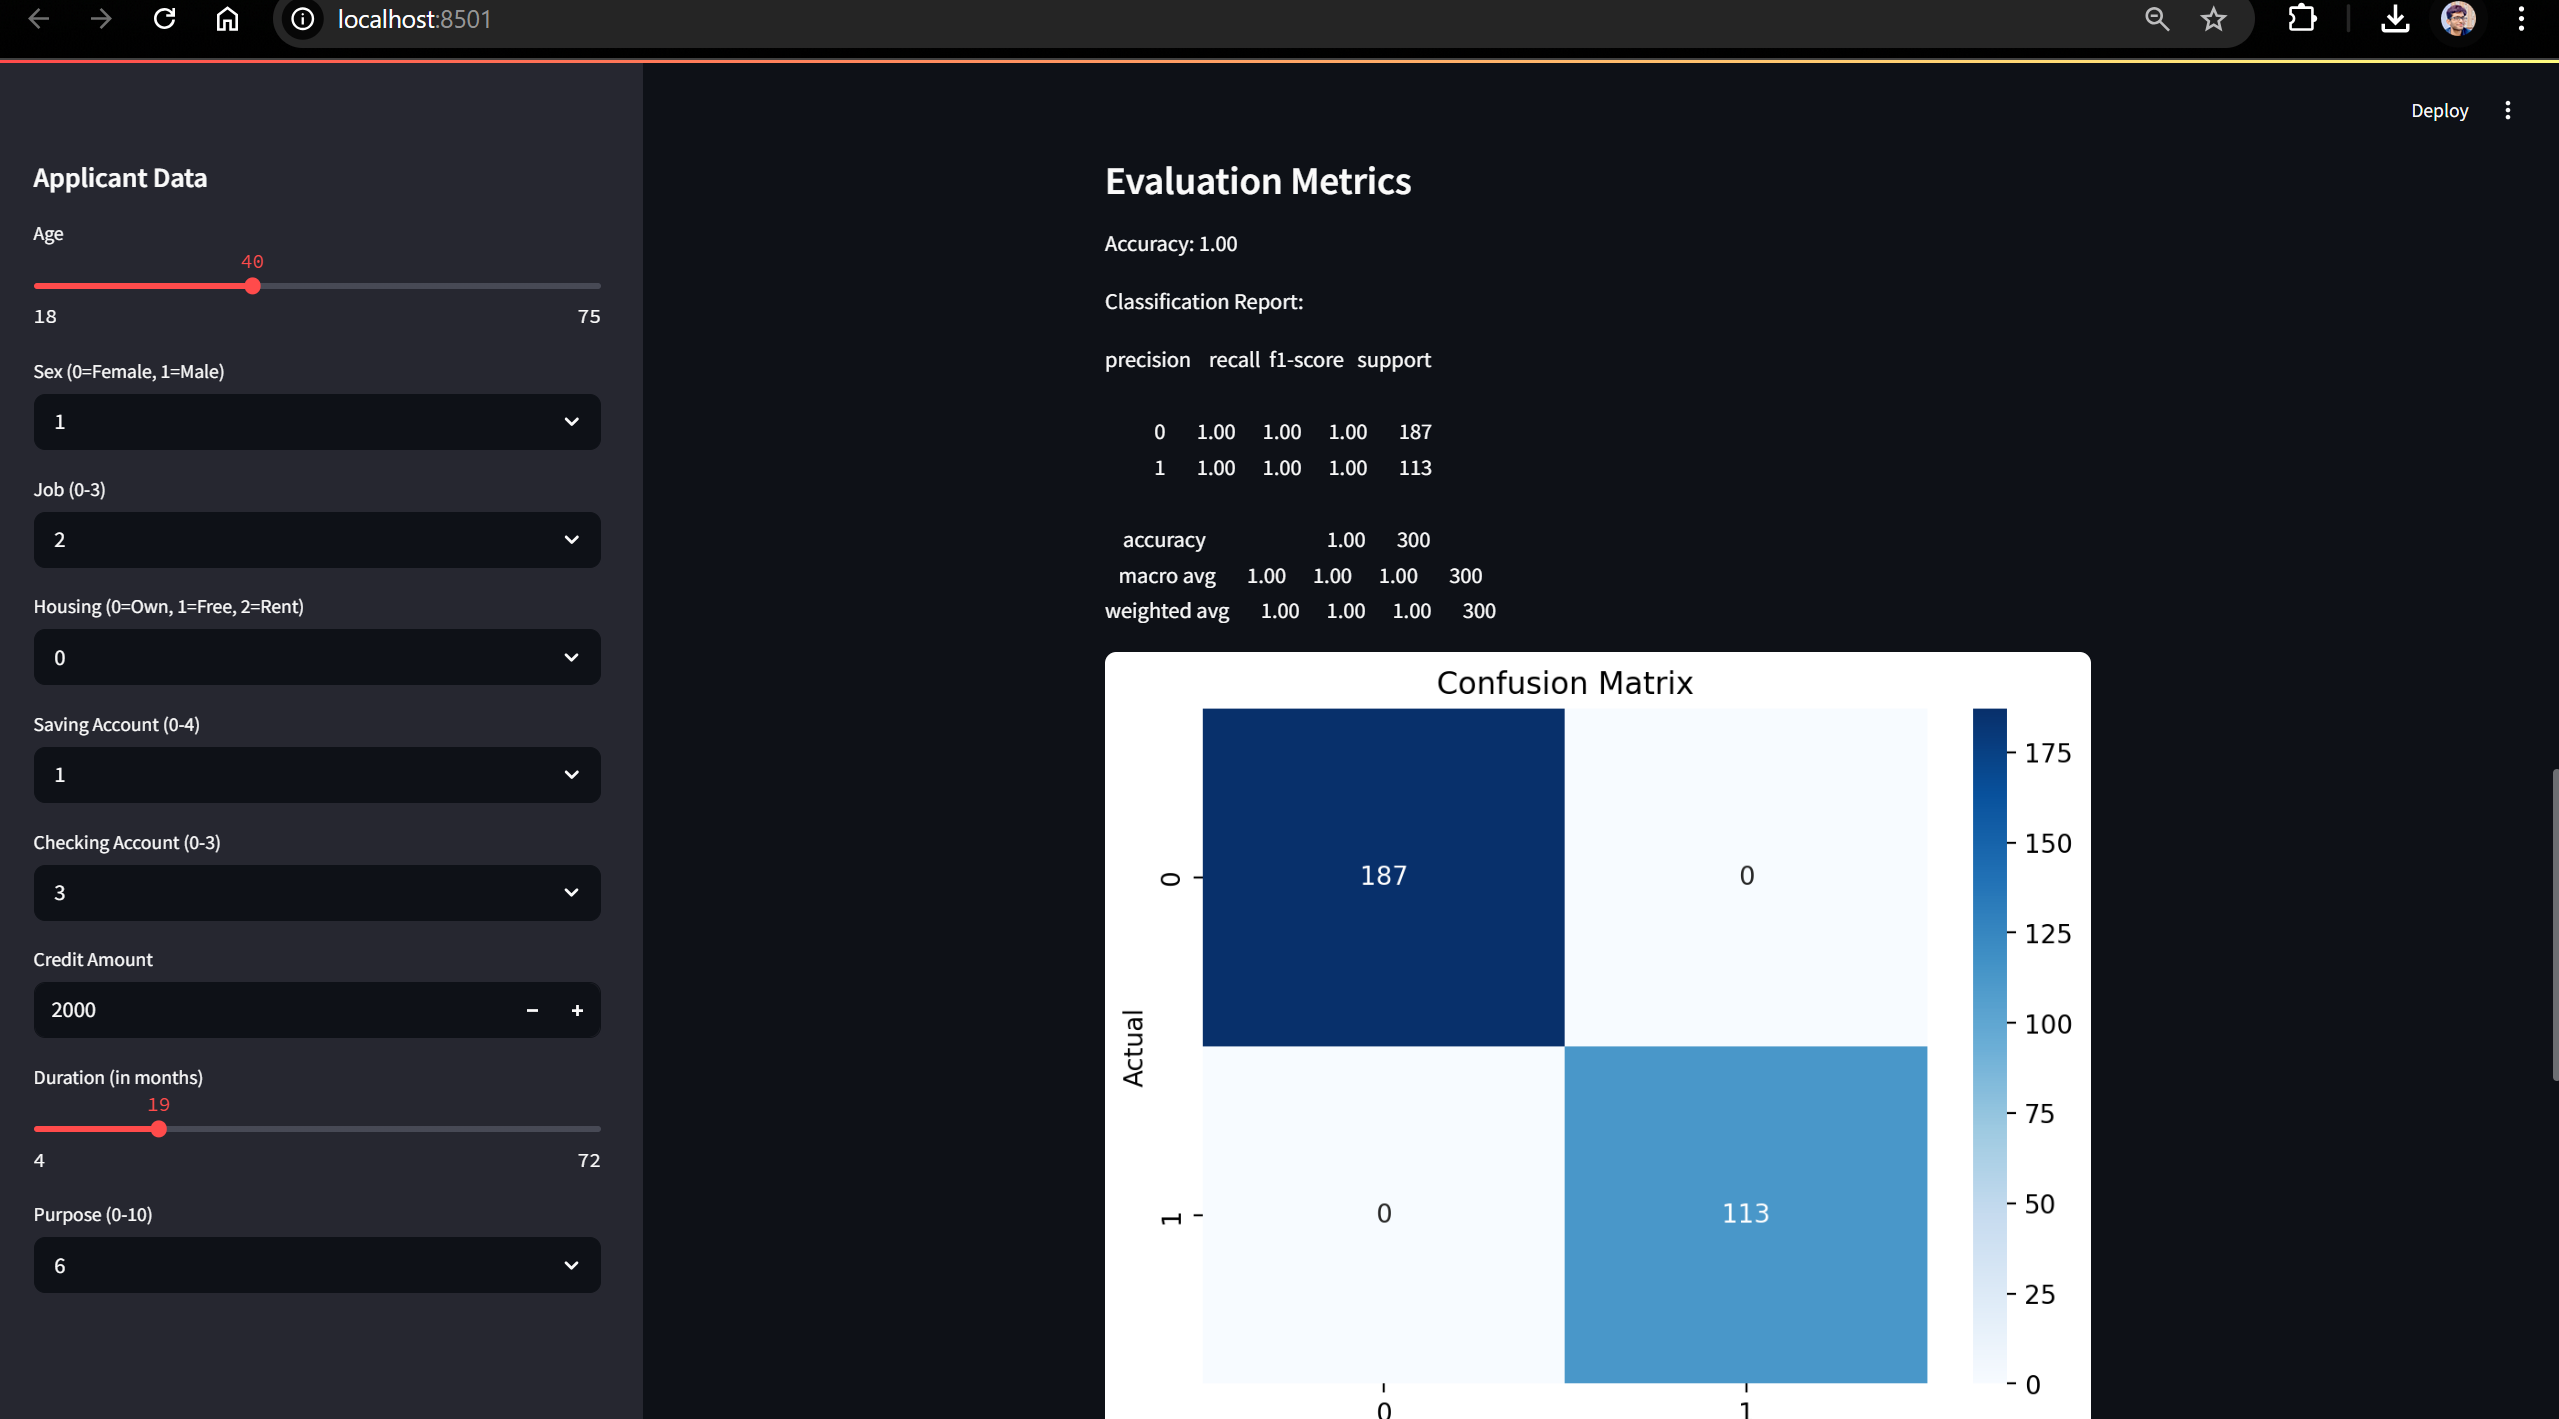 localhost:8501
Deploy
Applicant Data
Age
40
18 75
Sex (0=Female, 1=Male)
1
Job (0-3)
2
Housing (0=Own, 1=Free, 2=Rent)
0
Saving Account (0-4)
1
Checking Account (0-3)
3
Credit Amount
2000
Duration (in months)
19
4 72
Purpose (0-10)
6
Evaluation Metrics
Accuracy: 1.00
Classification Report:
precision recall f1-score support
0 1.00 1.00 1.00 187
1 1.00 1.00 1.00 113
accuracy 1.00 300
macro avg 1.00 1.00 1.00 300
weighted avg 1.00 1.00 1.00 300
Confusion Matrix
187 0
0 113
Actual
0
1
0 1
175
150
125
100
75
50
25
0